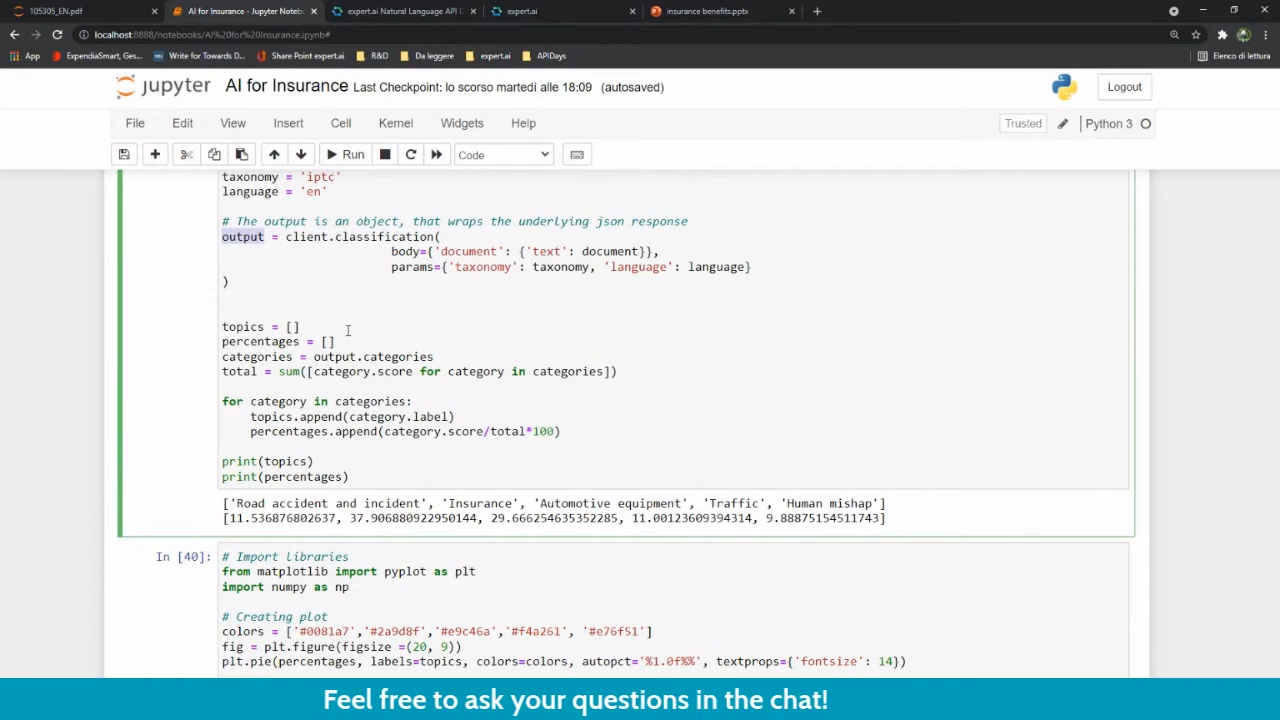 105305_EN.pdf
AI for Insurance - Jupyter Noteb
expert.ai Natural Language API D
expert.ai
insurance benefits.pptx
localhost:8888/notebooks/AI%20for%20Insurance.ipynb#
App
ExpendiaSmart, Ges...
Write for Towards D...
Share Point expert.ai
R&D
Da leggere
expert.ai
APIDays
Elenco di lettura
jupyter AI for Insurance Last Checkpoint: lo scorso martedì alle 18:09 (autosaved)
Logout
File Edit View Insert Cell Kernel Widgets Help
Trusted
Python 3
Run
Code
taxonomy = 'iptc'
language = 'en'
# The output is an object, that wraps the underlying json response
output = client.classification(
body={'document': {'text': document}},
params={'taxonomy': taxonomy, 'language': language}
)
topics = []
percentages = []
categories = output.categories
total = sum([category.score for category in categories])
for category in categories:
topics.append(category.label)
percentages.append(category.score/total*100)
print(topics)
print(percentages)
['Road accident and incident', 'Insurance', 'Automotive equipment', 'Traffic', 'Human mishap']
[11.536876802637, 37.906880922950144, 29.666254635352285, 11.00123609394314, 9.88875154511743]
In [40]:
# Import libraries
from matplotlib import pyplot as plt
import numpy as np
# Creating plot
colors = ['#0081a7','#2a9d8f','#e9c46a','#f4a261', '#e76f51']
fig = plt.figure(figsize =(20, 9))
plt.pie(percentages, labels=topics, colors=colors, autopct='%1.0f%%', textprops={'fontsize': 14})
Feel free to ask your questions in the chat!